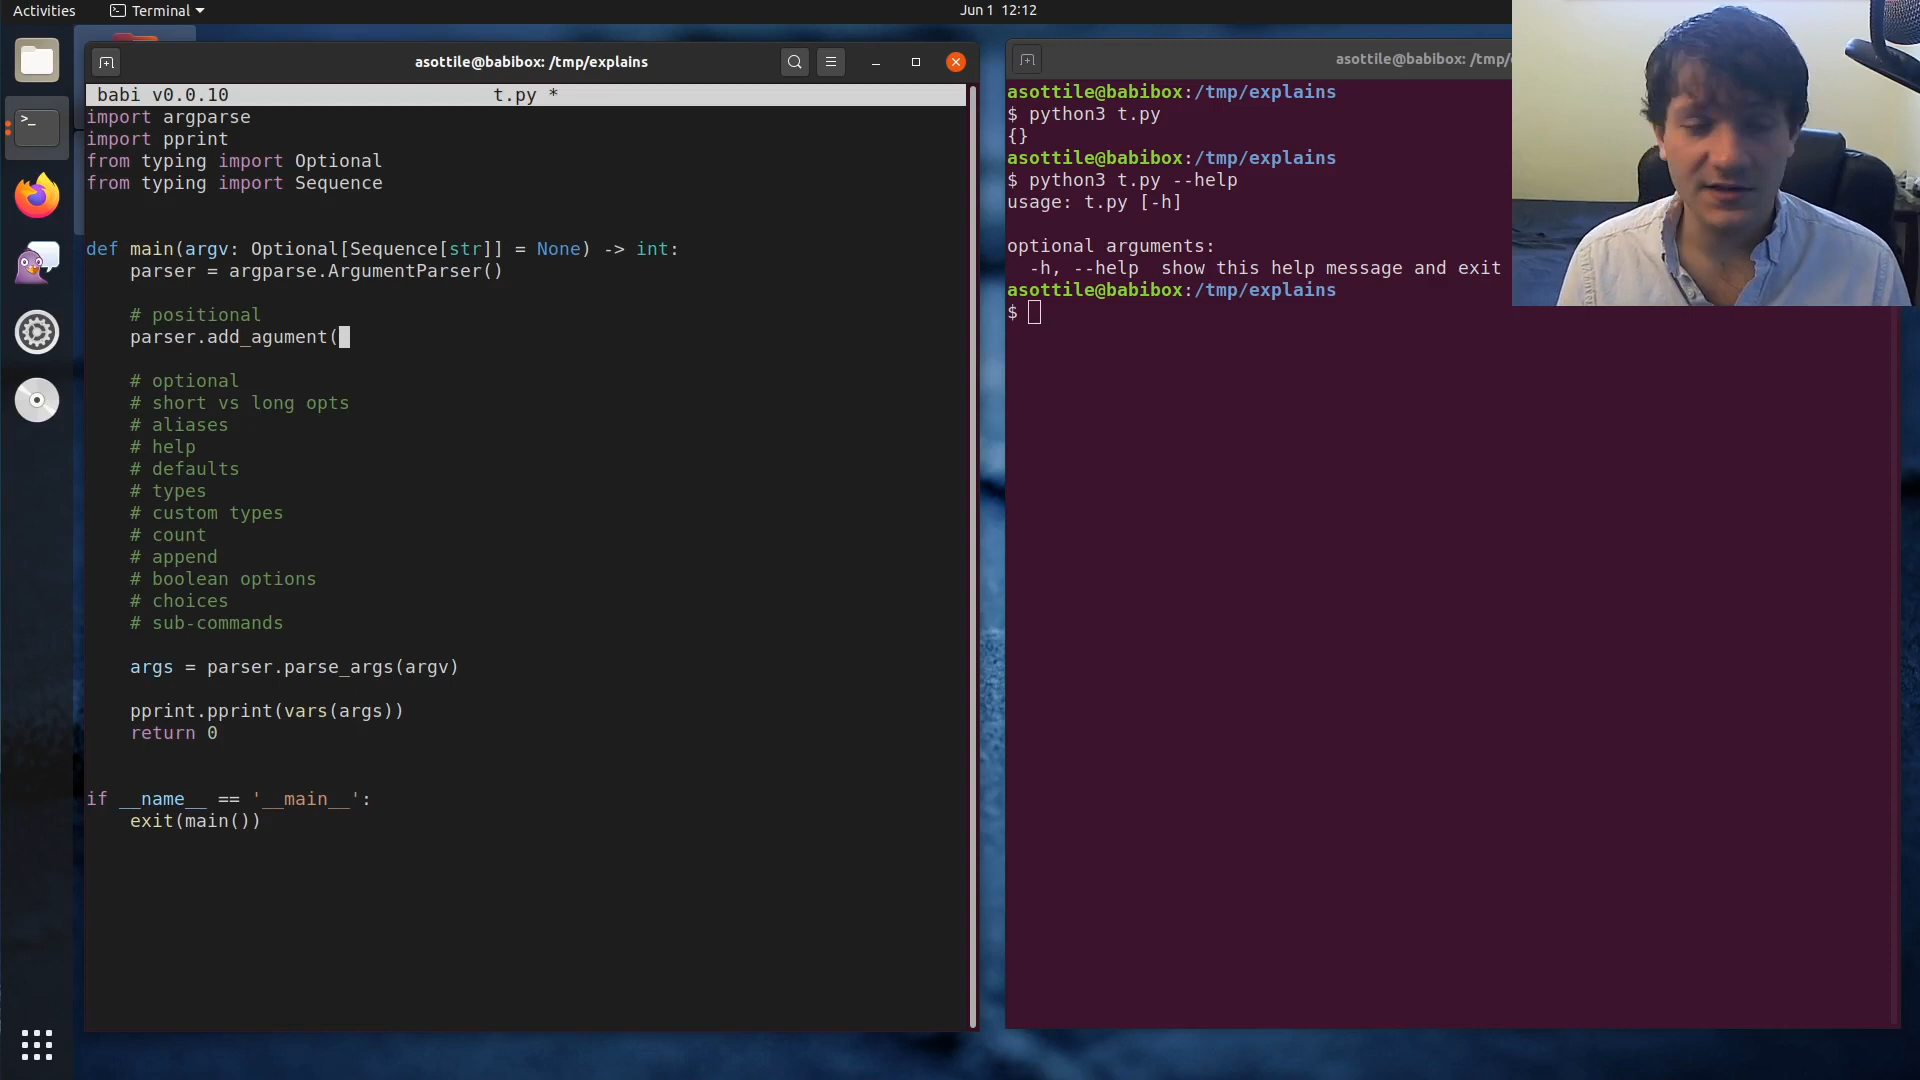 Activities
Terminal
Jun 1 12:12
asottile@babibox: /tmp/explains
babi v0.0.10 t.py *
import argparse
import pprint
from typing import Optional
from typing import Sequence
def main(argv: Optional[Sequence[str]] = None) -> int:
parser = argparse.ArgumentParser()
# positional
parser.add_agument(
# optional
# short vs long opts
# aliases
# help
# defaults
# types
# custom types
# count
# append
# boolean options
# choices
# sub-commands
args = parser.parse_args(argv)
pprint.pprint(vars(args))
return 0
if __name__ == '__main__':
exit(main())
asottile@babibox: /tmp/
asottile@babibox:/tmp/explains
$ python3 t.py
{}
asottile@babibox:/tmp/explains
$ python3 t.py --help
usage: t.py [-h]
optional arguments:
-h, --help  show this help message and exit
asottile@babibox:/tmp/explains
$